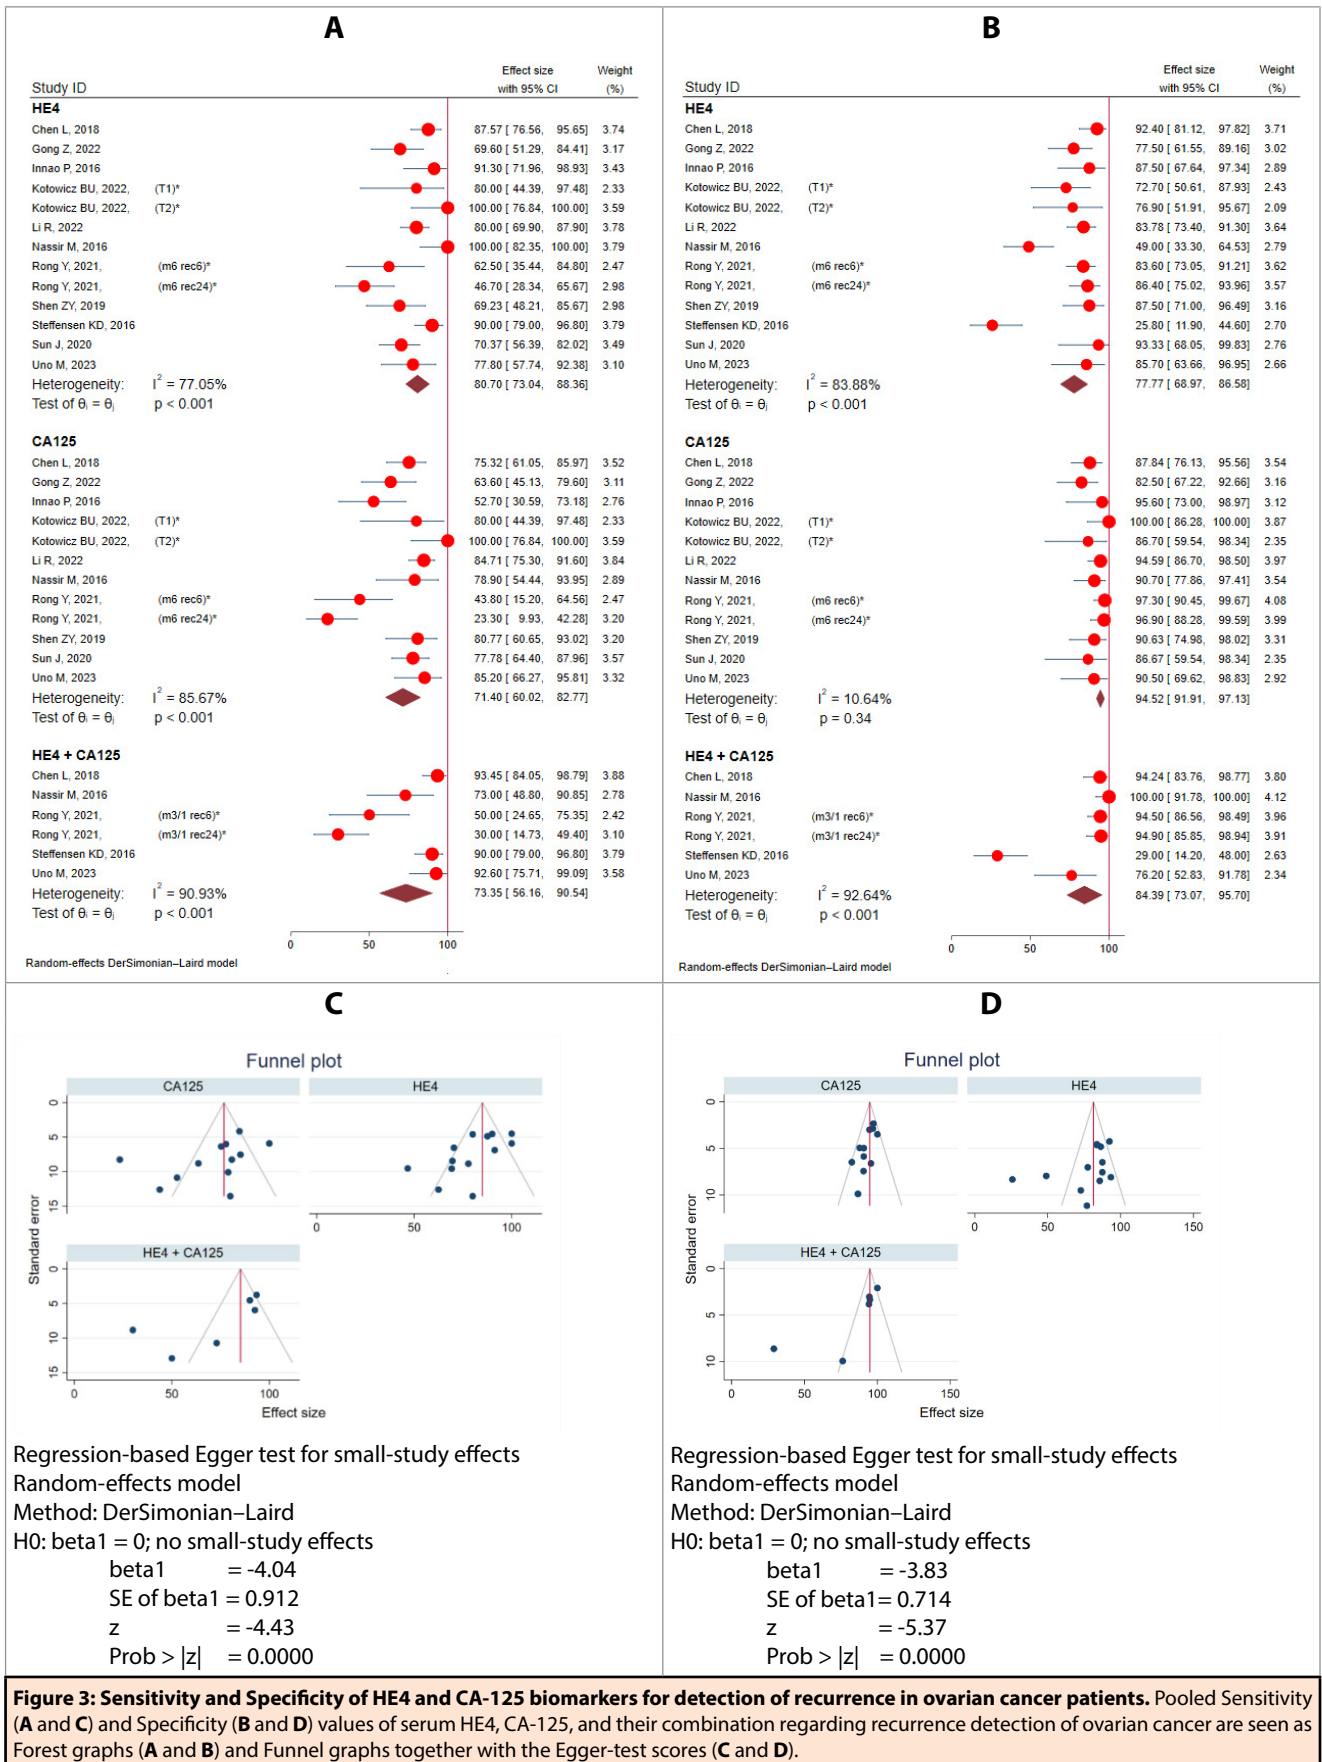 A
Effect size Weight
Study ID with 95% CI (%)
HE4
Chen L, 2018 87.57 [ 76.56, 95.65] 3.74
Gong Z, 2022 69.60 [ 51.29, 84.41] 3.17
Innao P, 2016 91.30 [ 71.96, 98.93] 3.43
Kotowicz BU, 2022, (T1)* 80.00 [ 44.39, 97.48] 2.33
Kotowicz BU, 2022, (T2)* 100.00 [ 76.84, 100.00] 3.59
Li R, 2022 80.00 [ 69.90, 87.90] 3.78
Nassir M, 2016 100.00 [ 82.35, 100.00] 3.79
Rong Y, 2021, (m6 rec6)* 62.50 [ 35.44, 84.80] 2.47
Rong Y, 2021, (m6 rec24)* 46.70 [ 28.34, 65.67] 2.98
Shen ZY, 2019 69.23 [ 48.21, 85.67] 2.98
Steffensen KD, 2016 90.00 [ 79.00, 96.80] 3.79
Sun J, 2020 70.37 [ 56.39, 82.02] 3.49
Uno M, 2023 77.80 [ 57.74, 92.38] 3.10
Heterogeneity: I² = 77.05% 80.70 [ 73.04, 88.36]
Test of θᵢ = θⱼ p < 0.001
CA125
Chen L, 2018 75.32 [ 61.05, 85.97] 3.52
Gong Z, 2022 63.60 [ 45.13, 79.60] 3.11
Innao P, 2016 52.70 [ 30.59, 73.18] 2.76
Kotowicz BU, 2022, (T1)* 80.00 [ 44.39, 97.48] 2.33
Kotowicz BU, 2022, (T2)* 100.00 [ 76.84, 100.00] 3.59
Li R, 2022 84.71 [ 75.30, 91.60] 3.84
Nassir M, 2016 78.90 [ 54.44, 93.95] 2.89
Rong Y, 2021, (m6 rec6)* 43.80 [ 15.20, 64.56] 2.47
Rong Y, 2021, (m6 rec24)* 23.30 [ 9.93, 42.28] 3.20
Shen ZY, 2019 80.77 [ 60.65, 93.02] 3.20
Sun J, 2020 77.78 [ 64.40, 87.96] 3.57
Uno M, 2023 85.20 [ 66.27, 95.81] 3.32
Heterogeneity: I² = 85.67% 71.40 [ 60.02, 82.77]
Test of θᵢ = θⱼ p < 0.001
HE4 + CA125
Chen L, 2018 93.45 [ 84.05, 98.79] 3.88
Nassir M, 2016 73.00 [ 48.80, 90.85] 2.78
Rong Y, 2021, (m3/1 rec6)* 50.00 [ 24.65, 75.35] 2.42
Rong Y, 2021, (m3/1 rec24)* 30.00 [ 14.73, 49.40] 3.10
Steffensen KD, 2016 90.00 [ 79.00, 96.80] 3.79
Uno M, 2023 92.60 [ 75.71, 99.09] 3.58
Heterogeneity: I² = 90.93% 73.35 [ 56.16, 90.54]
Test of θᵢ = θⱼ p < 0.001
0 50 100
Random-effects DerSimonian–Laird model
B
Effect size Weight
Study ID with 95% CI (%)
HE4
Chen L, 2018 92.40 [ 81.12, 97.82] 3.71
Gong Z, 2022 77.50 [ 61.55, 89.16] 3.02
Innao P, 2016 87.50 [ 67.64, 97.34] 2.89
Kotowicz BU, 2022, (T1)* 72.70 [ 50.61, 87.93] 2.43
Kotowicz BU, 2022, (T2)* 76.90 [ 51.91, 95.67] 2.09
Li R, 2022 83.78 [ 73.40, 91.30] 3.64
Nassir M, 2016 49.00 [ 33.30, 64.53] 2.79
Rong Y, 2021, (m6 rec6)* 83.60 [ 73.05, 91.21] 3.62
Rong Y, 2021, (m6 rec24)* 86.40 [ 75.02, 93.96] 3.57
Shen ZY, 2019 87.50 [ 71.00, 96.49] 3.16
Steffensen KD, 2016 25.80 [ 11.90, 44.60] 2.70
Sun J, 2020 93.33 [ 68.05, 99.83] 2.76
Uno M, 2023 85.70 [ 63.66, 96.95] 2.66
Heterogeneity: I² = 83.88% 77.77 [ 68.97, 86.58]
Test of θᵢ = θⱼ p < 0.001
CA125
Chen L, 2018 87.84 [ 76.13, 95.56] 3.54
Gong Z, 2022 82.50 [ 67.22, 92.66] 3.16
Innao P, 2016 95.60 [ 73.00, 98.97] 3.12
Kotowicz BU, 2022, (T1)* 100.00 [ 86.28, 100.00] 3.87
Kotowicz BU, 2022, (T2)* 86.70 [ 59.54, 98.34] 2.35
Li R, 2022 94.59 [ 86.70, 98.50] 3.97
Nassir M, 2016 90.70 [ 77.86, 97.41] 3.54
Rong Y, 2021, (m6 rec6)* 97.30 [ 90.45, 99.67] 4.08
Rong Y, 2021, (m6 rec24)* 96.90 [ 88.28, 99.59] 3.99
Shen ZY, 2019 90.63 [ 74.98, 98.02] 3.31
Sun J, 2020 86.67 [ 59.54, 98.34] 2.35
Uno M, 2023 90.50 [ 69.62, 98.83] 2.92
Heterogeneity: I² = 10.64% 94.52 [ 91.91, 97.13]
Test of θᵢ = θⱼ p = 0.34
HE4 + CA125
Chen L, 2018 94.24 [ 83.76, 98.77] 3.80
Nassir M, 2016 100.00 [ 91.78, 100.00] 4.12
Rong Y, 2021, (m3/1 rec6)* 94.50 [ 86.56, 98.49] 3.96
Rong Y, 2021, (m3/1 rec24)* 94.90 [ 85.85, 98.94] 3.91
Steffensen KD, 2016 29.00 [ 14.20, 48.00] 2.63
Uno M, 2023 76.20 [ 52.83, 91.78] 2.34
Heterogeneity: I² = 92.64% 84.39 [ 73.07, 95.70]
Test of θᵢ = θⱼ p < 0.001
0 50 100
Random-effects DerSimonian–Laird model
C
Funnel plot
CA125 HE4
0
5
10
15
0 50 100
HE4 + CA125
0
5
10
15
0 50 100
Standard error
Effect size
Regression-based Egger test for small-study effects
Random-effects model
Method: DerSimonian–Laird
H0: beta1 = 0; no small-study effects
beta1 = -4.04
SE of beta1 = 0.912
z = -4.43
Prob > |z| = 0.0000
D
Funnel plot
CA125 HE4
0
5
10
0 50 100 150
HE4 + CA125
0
5
10
0 50 100 150
Standard error
Effect size
Regression-based Egger test for small-study effects
Random-effects model
Method: DerSimonian–Laird
H0: beta1 = 0; no small-study effects
beta1 = -3.83
SE of beta1= 0.714
z = -5.37
Prob > |z| = 0.0000
Figure 3: Sensitivity and Specificity of HE4 and CA-125 biomarkers for detection of recurrence in ovarian cancer patients. Pooled Sensitivity
(A and C) and Specificity (B and D) values of serum HE4, CA-125, and their combination regarding recurrence detection of ovarian cancer are seen as
Forest graphs (A and B) and Funnel graphs together with the Egger-test scores (C and D).